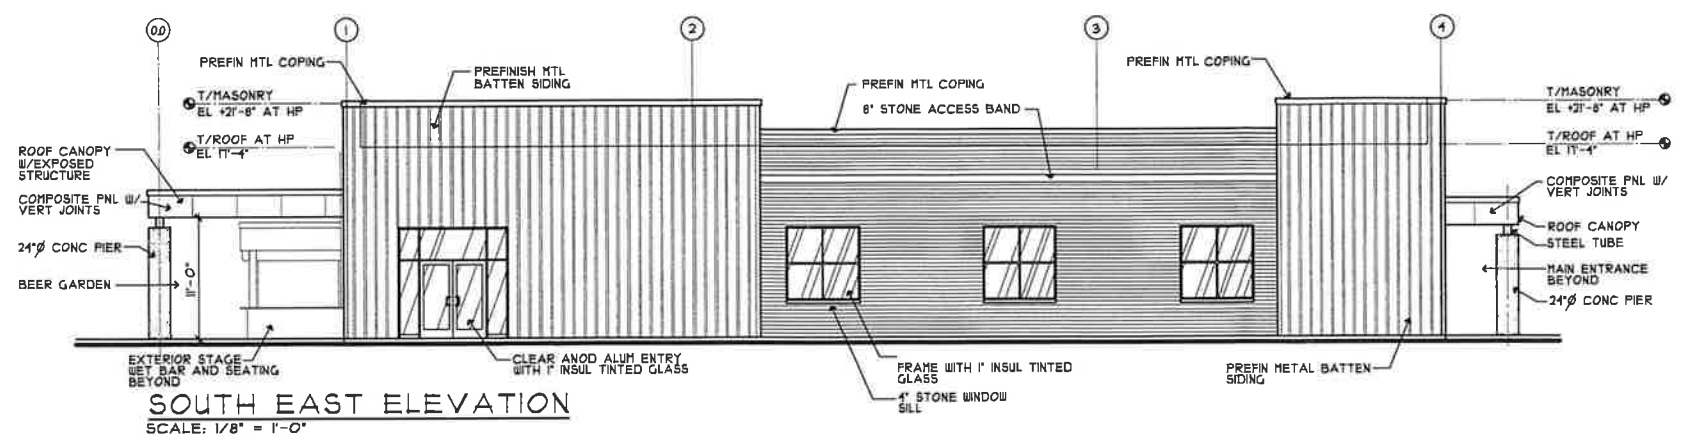 00
1
2
3
4
PREFIN MTL COPING
PREFINISH MTL
BATTEN SIDING
PREFIN MTL COPING
8" STONE ACCESS BAND
PREFIN MTL COPING
T/MASONRY
EL +21'-8" AT HP
T/ROOF AT HP
EL 17'-4"
T/MASONRY
EL +21'-8" AT HP
T/ROOF AT HP
EL 17'-4"
ROOF CANOPY
W/EXPOSED
STRUCTURE
COMPOSITE PNL W/
VERT JOINTS
24"Ø CONC PIER
BEER GARDEN
11'-0"
COMPOSITE PNL W/
VERT JOINTS
ROOF CANOPY
STEEL TUBE
MAIN ENTRANCE
BEYOND
24"Ø CONC PIER
EXTERIOR STAGE
WET BAR AND SEATING
BEYOND
CLEAR ANOD ALUM ENTRY
WITH 1" INSUL TINTED GLASS
FRAME WITH 1" INSUL TINTED
GLASS
4" STONE WINDOW
SILL
PREFIN METAL BATTEN
SIDING
SOUTH EAST ELEVATION
SCALE: 1/8" = 1'-0"